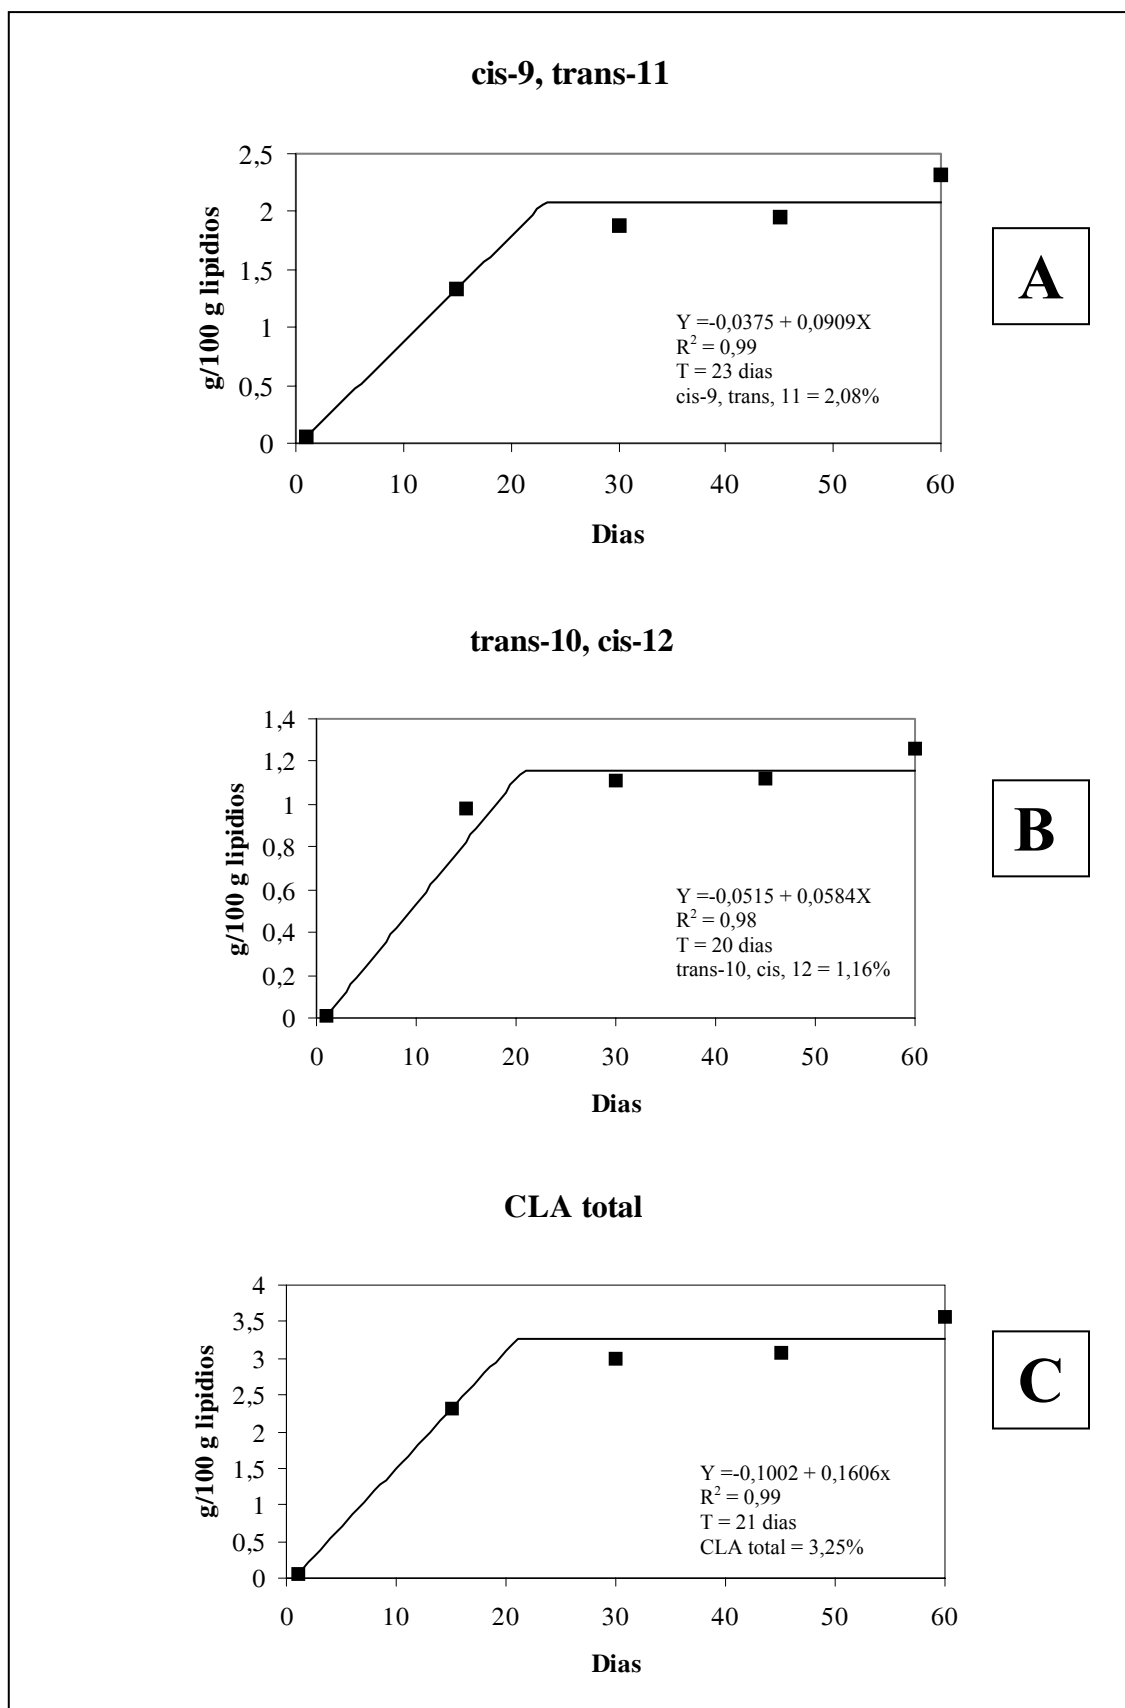 cis-9, trans-11
g/100 g lipidios
2,5
2
1,5
1
0,5
0
0 10 20 30 40 50 60
Dias
Y =-0,0375 + 0,0909X
R² = 0,99
T = 23 dias
cis-9, trans, 11 = 2,08%
A
trans-10, cis-12
g/100 g lipidios
1,4
1,2
1
0,8
0,6
0,4
0,2
0
0 10 20 30 40 50 60
Dias
Y =-0,0515 + 0,0584X
R² = 0,98
T = 20 dias
trans-10, cis, 12 = 1,16%
B
CLA total
g/100 g lipidios
4
3,5
3
2,5
2
1,5
1
0,5
0
0 10 20 30 40 50 60
Dias
Y =-0,1002 + 0,1606x
R² = 0,99
T = 21 dias
CLA total = 3,25%
C